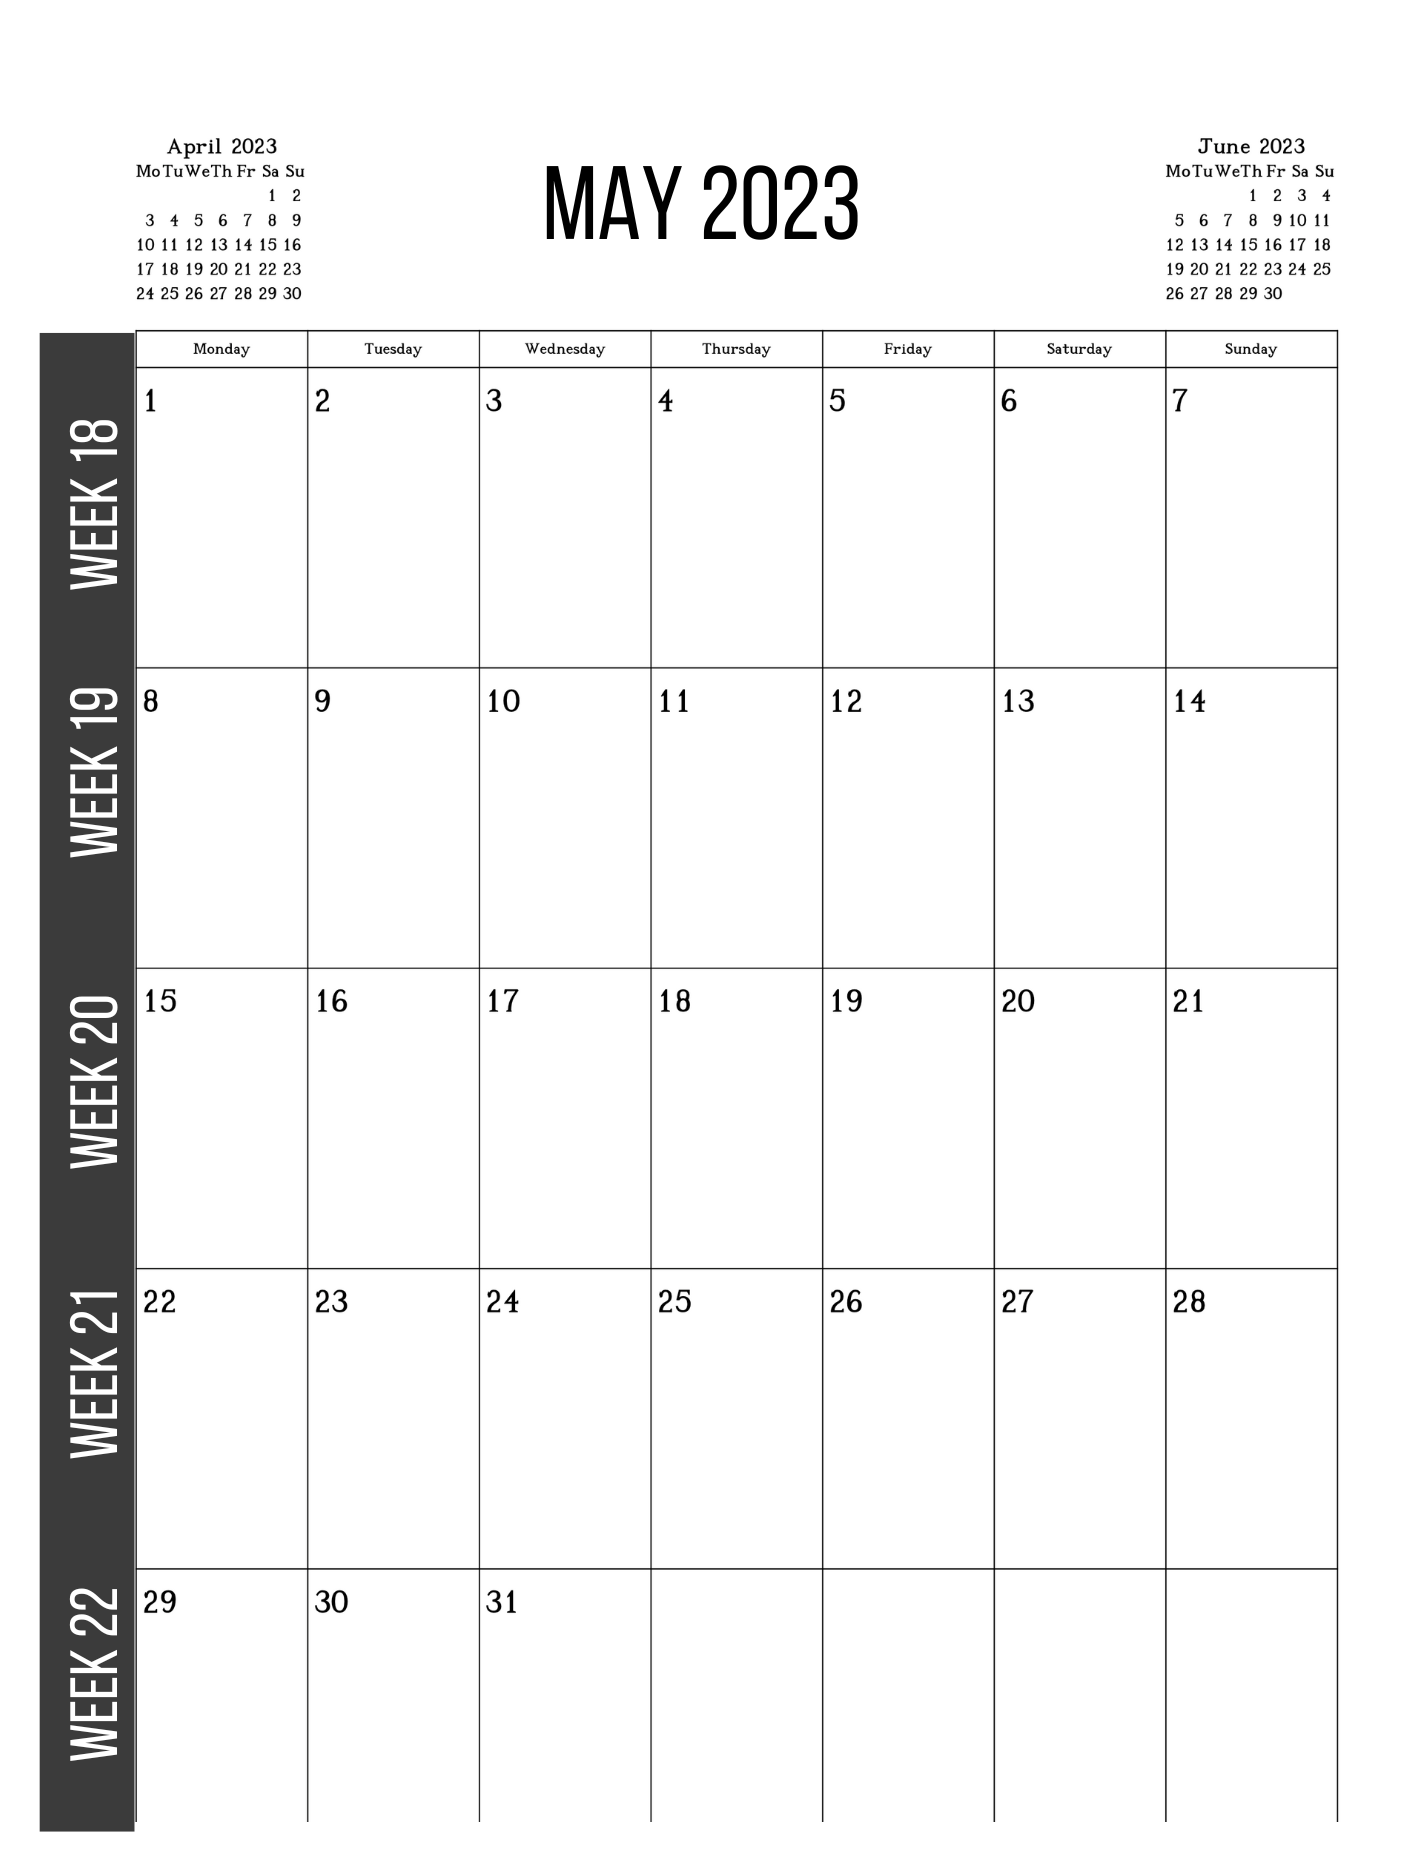 April 2023
Mo Tu We Th Fr Sa Su
1 2
3 4 5 6 7 8 9
10 11 12 13 14 15 16
17 18 19 20 21 22 23
24 25 26 27 28 29 30
MAY 2023
June 2023
Mo Tu We Th Fr Sa Su
1 2 3 4
5 6 7 8 9 10 11
12 13 14 15 16 17 18
19 20 21 22 23 24 25
26 27 28 29 30
Monday Tuesday Wednesday Thursday Friday Saturday Sunday
WEEK 18
1 2 3 4 5 6 7
WEEK 19
8 9 10 11 12 13 14
WEEK 20
15 16 17 18 19 20 21
WEEK 21
22 23 24 25 26 27 28
WEEK 22
29 30 31